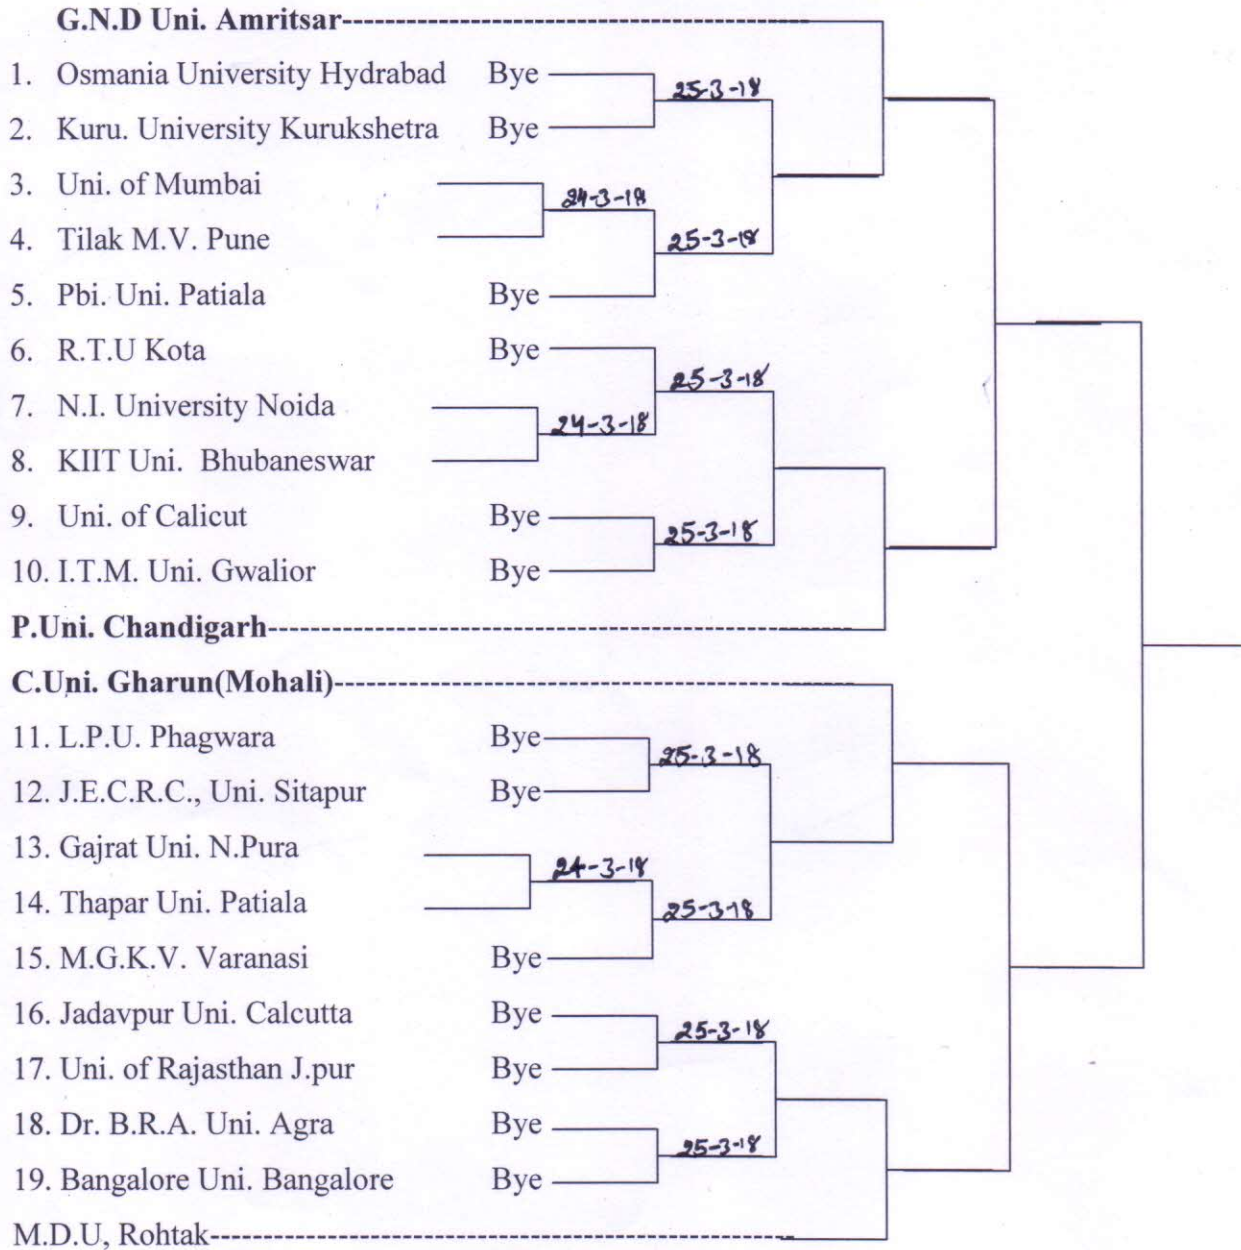 G.N.D Uni. Amritsar
1. Osmania University Hydrabad Bye
25-3-18
2. Kuru. University Kurukshetra Bye
3. Uni. of Mumbai
24-3-18
4. Tilak M.V. Pune
25-3-18
5. Pbi. Uni. Patiala Bye
6. R.T.U Kota Bye
25-3-18
7. N.I. University Noida
24-3-18
8. KIIT Uni. Bhubaneswar
9. Uni. of Calicut Bye
25-3-18
10. I.T.M. Uni. Gwalior Bye
P.Uni. Chandigarh
C.Uni. Gharun(Mohali)
11. L.P.U. Phagwara Bye
25-3-18
12. J.E.C.R.C., Uni. Sitapur Bye
13. Gajrat Uni. N.Pura
24-3-18
14. Thapar Uni. Patiala
25-3-18
15. M.G.K.V. Varanasi Bye
16. Jadavpur Uni. Calcutta Bye
25-3-18
17. Uni. of Rajasthan J.pur Bye
18. Dr. B.R.A. Uni. Agra Bye
25-3-18
19. Bangalore Uni. Bangalore Bye
M.D.U, Rohtak